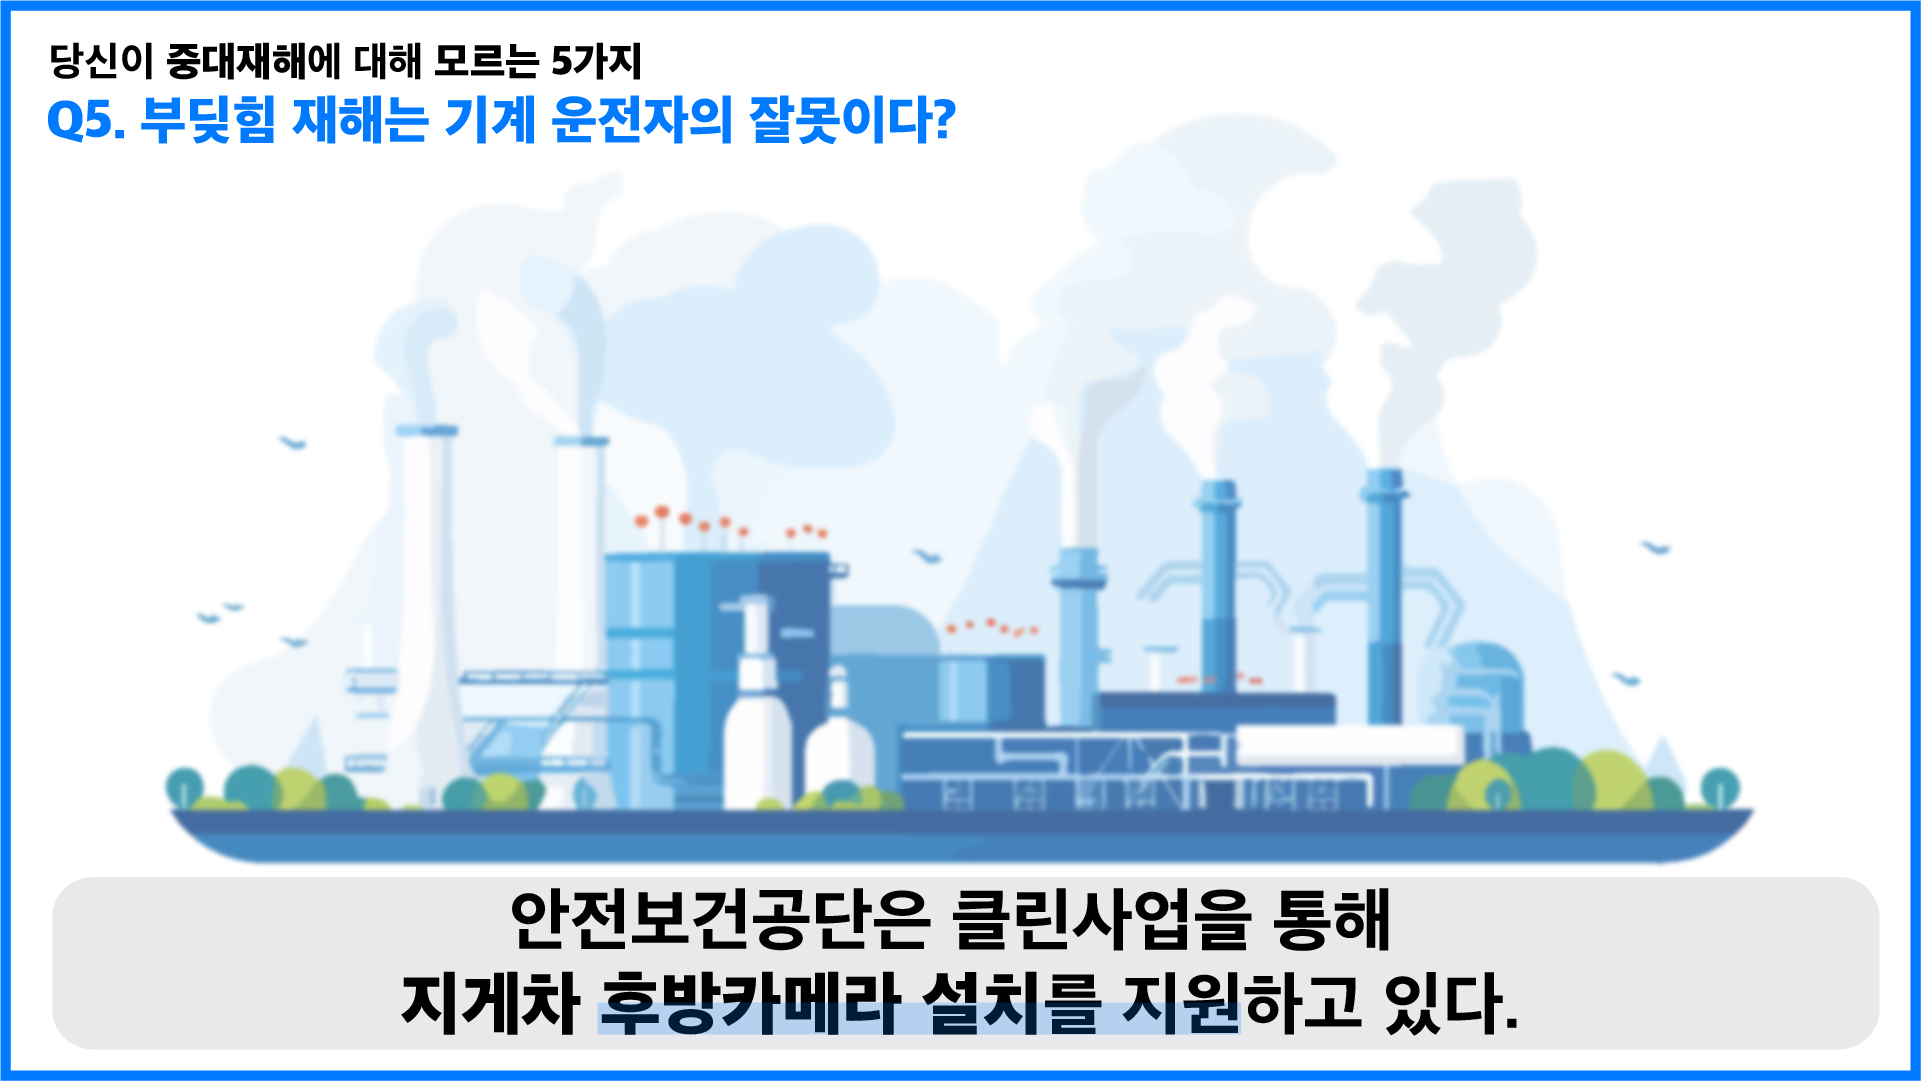 당신이 중대재해에 대해 모르는 5가지
Q5. 부딪힘 재해는 기계 운전자의 잘못이다?
안전보건공단은 클린사업을 통해
지게차 후방카메라 설치를 지원하고 있다.